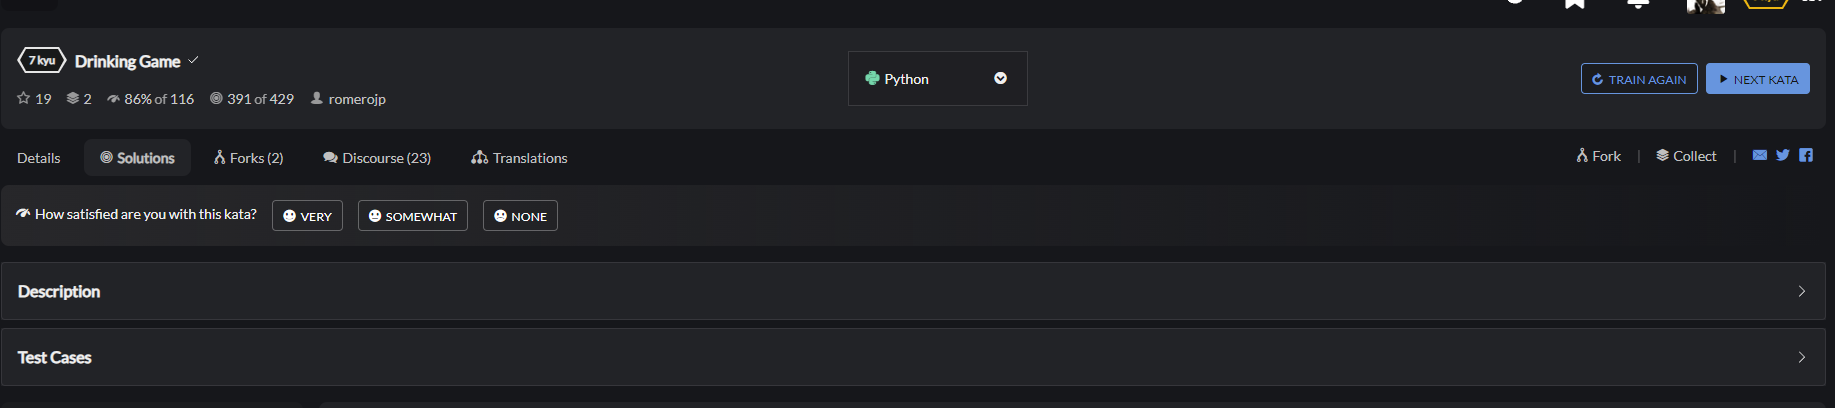 7 kyu Drinking Game
Python
TRAIN AGAIN NEXT KATA
19 2 86% of 116 391 of 429 romerojp
Details Solutions Forks (2) Discourse (23) Translations
Fork | Collect |
How satisfied are you with this kata? VERY SOMEWHAT NONE
Description
Test Cases